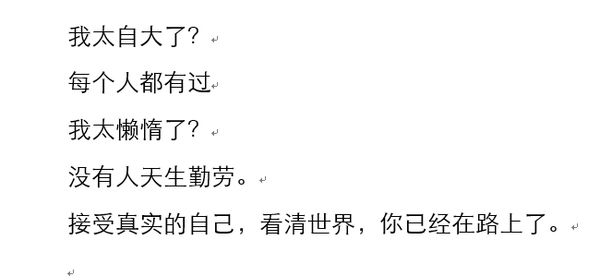 我太自大了？
每个人都有过
我太懒惰了？
没有人天生勤劳。
接受真实的自己，看清世界，你已经在路上了。